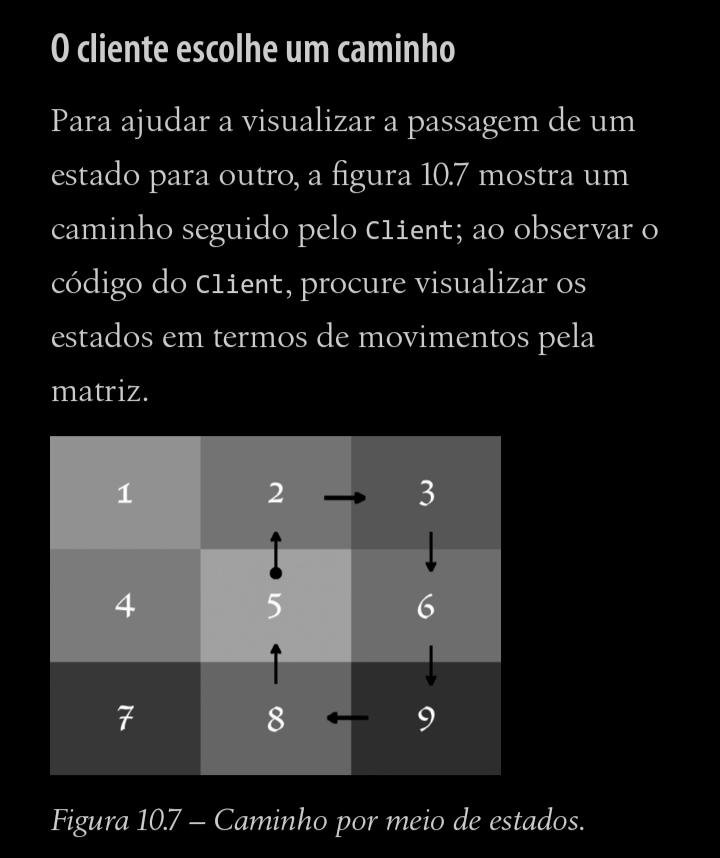 O cliente escolhe um caminho
Para ajudar a visualizar a passagem de um
estado para outro, a figura 10.7 mostra um
caminho seguido pelo Client; ao observar o
código do Client, procure visualizar os
estados em termos de movimentos pela
matriz.
1 2 3
4 5 6
7 8 9
Figura 10.7 – Caminho por meio de estados.